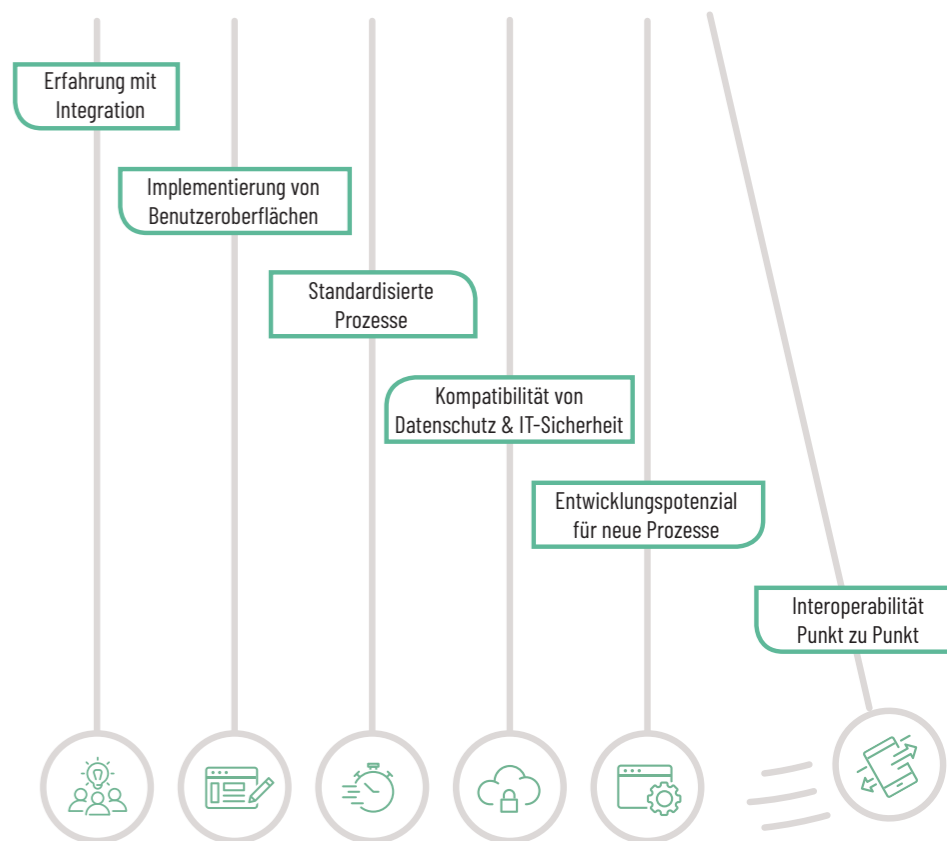 Erfahrung mit
Integration
Implementierung von
Benutzeroberflächen
Standardisierte
Prozesse
Kompatibilität von
Datenschutz & IT-Sicherheit
Entwicklungspotenzial
für neue Prozesse
Interoperabilität
Punkt zu Punkt